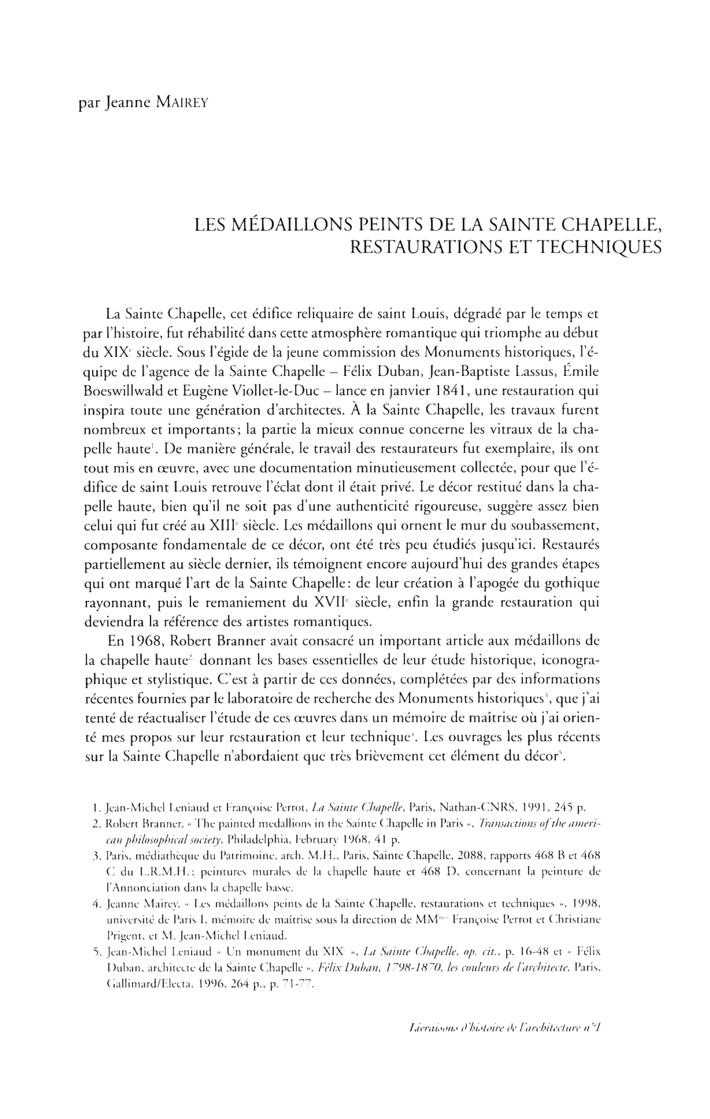 par Jeanne MAIREY
LES MÉDAILLONS PEINTS DE LA SAINTE CHAPELLE,
RESTAURATIONS ET TECHNIQUES
La Sainte Chapelle, cet édifice reliquaire de saint Louis, dégradé par le temps et
par l'histoire, fut réhabilité dans cette atmosphère romantique qui triomphe au début
du XIXe siècle. Sous l'égide de la jeune commission des Monuments historiques, l'é-
quipe de l'agence de la Sainte Chapelle – Félix Duban, Jean-Baptiste Lassus, Émile
Boeswillwald et Eugène Viollet-le-Duc – lance en janvier 1841, une restauration qui
inspira toute une génération d'architectes. À la Sainte Chapelle, les travaux furent
nombreux et importants ; la partie la mieux connue concerne les vitraux de la cha-
pelle haute1. De manière générale, le travail des restaurateurs fut exemplaire, ils ont
tout mis en œuvre, avec une documentation minutieusement collectée, pour que l'é-
difice de saint Louis retrouve l'éclat dont il était privé. Le décor restitué dans la cha-
pelle haute, bien qu'il ne soit pas d'une authenticité rigoureuse, suggère assez bien
celui qui fut créé au XIIIe siècle. Les médaillons qui ornent le mur du soubassement,
composante fondamentale de ce décor, ont été très peu étudiés jusqu'ici. Restaurés
partiellement au siècle dernier, ils témoignent encore aujourd'hui des grandes étapes
qui ont marqué l'art de la Sainte Chapelle : de leur création à l'apogée du gothique
rayonnant, puis le remaniement du XVIIe siècle, enfin la grande restauration qui
deviendra la référence des artistes romantiques.
En 1968, Robert Branner avait consacré un important article aux médaillons de
la chapelle haute2 donnant les bases essentielles de leur étude historique, iconogra-
phique et stylistique. C'est à partir de ces données, complétées par des informations
récentes fournies par le laboratoire de recherche des Monuments historiques3, que j'ai
tenté de réactualiser l'étude de ces œuvres dans un mémoire de maîtrise où j'ai orien-
té mes propos sur leur restauration et leur technique4. Les ouvrages les plus récents
sur la Sainte Chapelle n'abordaient que très brièvement cet élément du décor5.
1. Jean-Michel Leniaud et Françoise Perrot, La Sainte Chapelle, Paris, Nathan-CNRS, 1991, 245 p.
2. Robert Branner, « The painted medallions in the Sainte Chapelle in Paris », Transactions of the ameri-
can philosophical society, Philadelphia, February 1968, 41 p.
3. Paris, médiathèque du Patrimoine, arch. M.H., Paris, Sainte Chapelle, 2088, rapports 468 B et 468
C du L.R.M.H. ; peintures murales de la chapelle haute et 468 D, concernant la peinture de
l'Annonciation dans la chapelle basse.
4. Jeanne Mairey, « Les médaillons peints de la Sainte Chapelle, restaurations et techniques », 1998,
université de Paris I, mémoire de maîtrise sous la direction de MMmes Françoise Perrot et Christiane
Prigent, et M. Jean-Michel Leniaud.
5. Jean-Michel Leniaud « Un monument du XIX », La Sainte Chapelle, op. cit., p. 16-48 et « Félix
Duban, architecte de la Sainte Chapelle », Félix Duban, 1798-1870, les couleurs de l'architecte, Paris,
Gallimard/Electa, 1996, 264 p., p. 71-77.
Livraisons d'histoire de l'architecture n°1